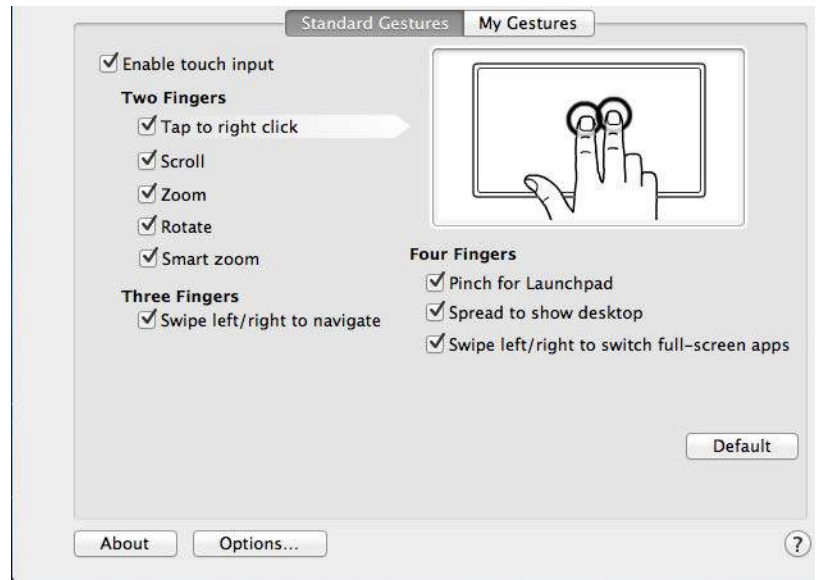 Standard Gestures
My Gestures
Enable touch input
Two Fingers
Tap to right click
Scroll
Zoom
Rotate
Smart zoom
Three Fingers
Swipe left/right to navigate
Four Fingers
Pinch for Launchpad
Spread to show desktop
Swipe left/right to switch full-screen apps
Default
About
Options...
?